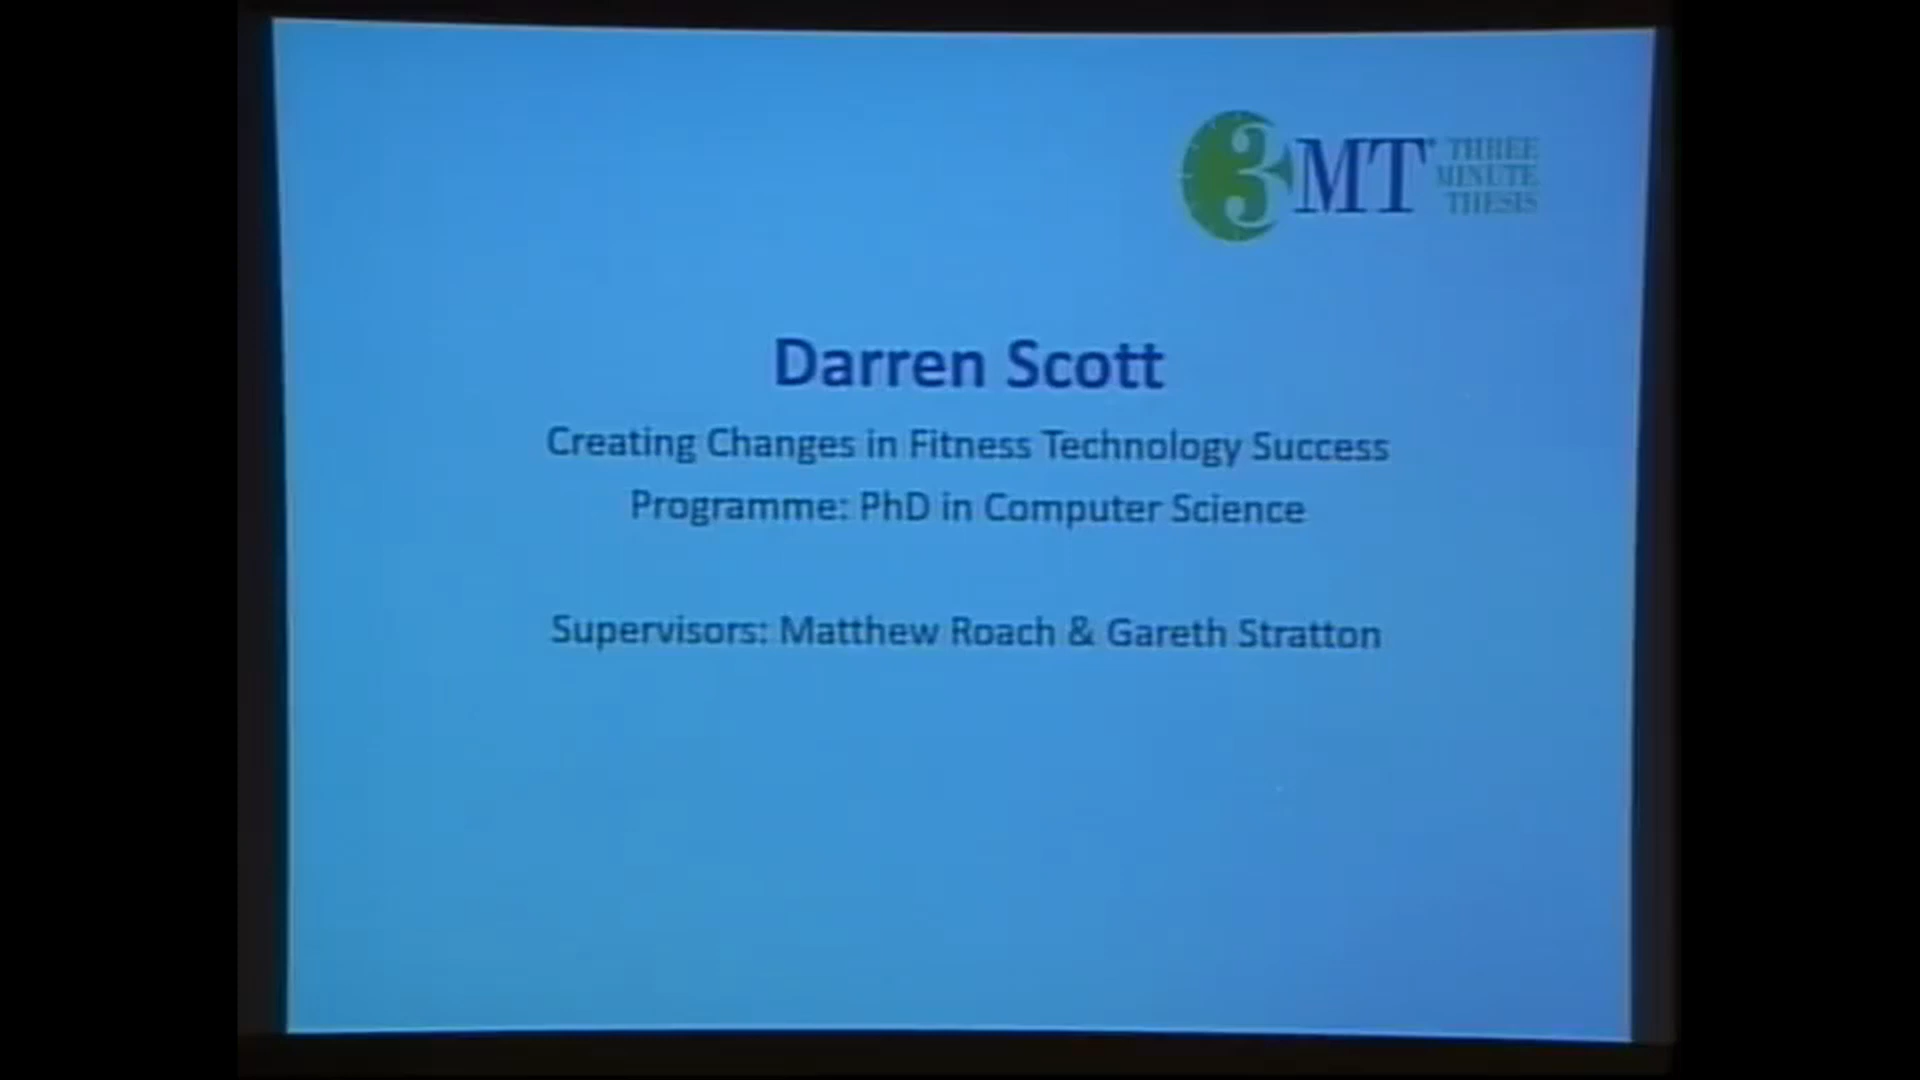 3MT THREE
MINUTE
THESIS
Darren Scott
Creating Changes in Fitness Technology Success
Programme: PhD in Computer Science
Supervisors: Matthew Roach & Gareth Stratton